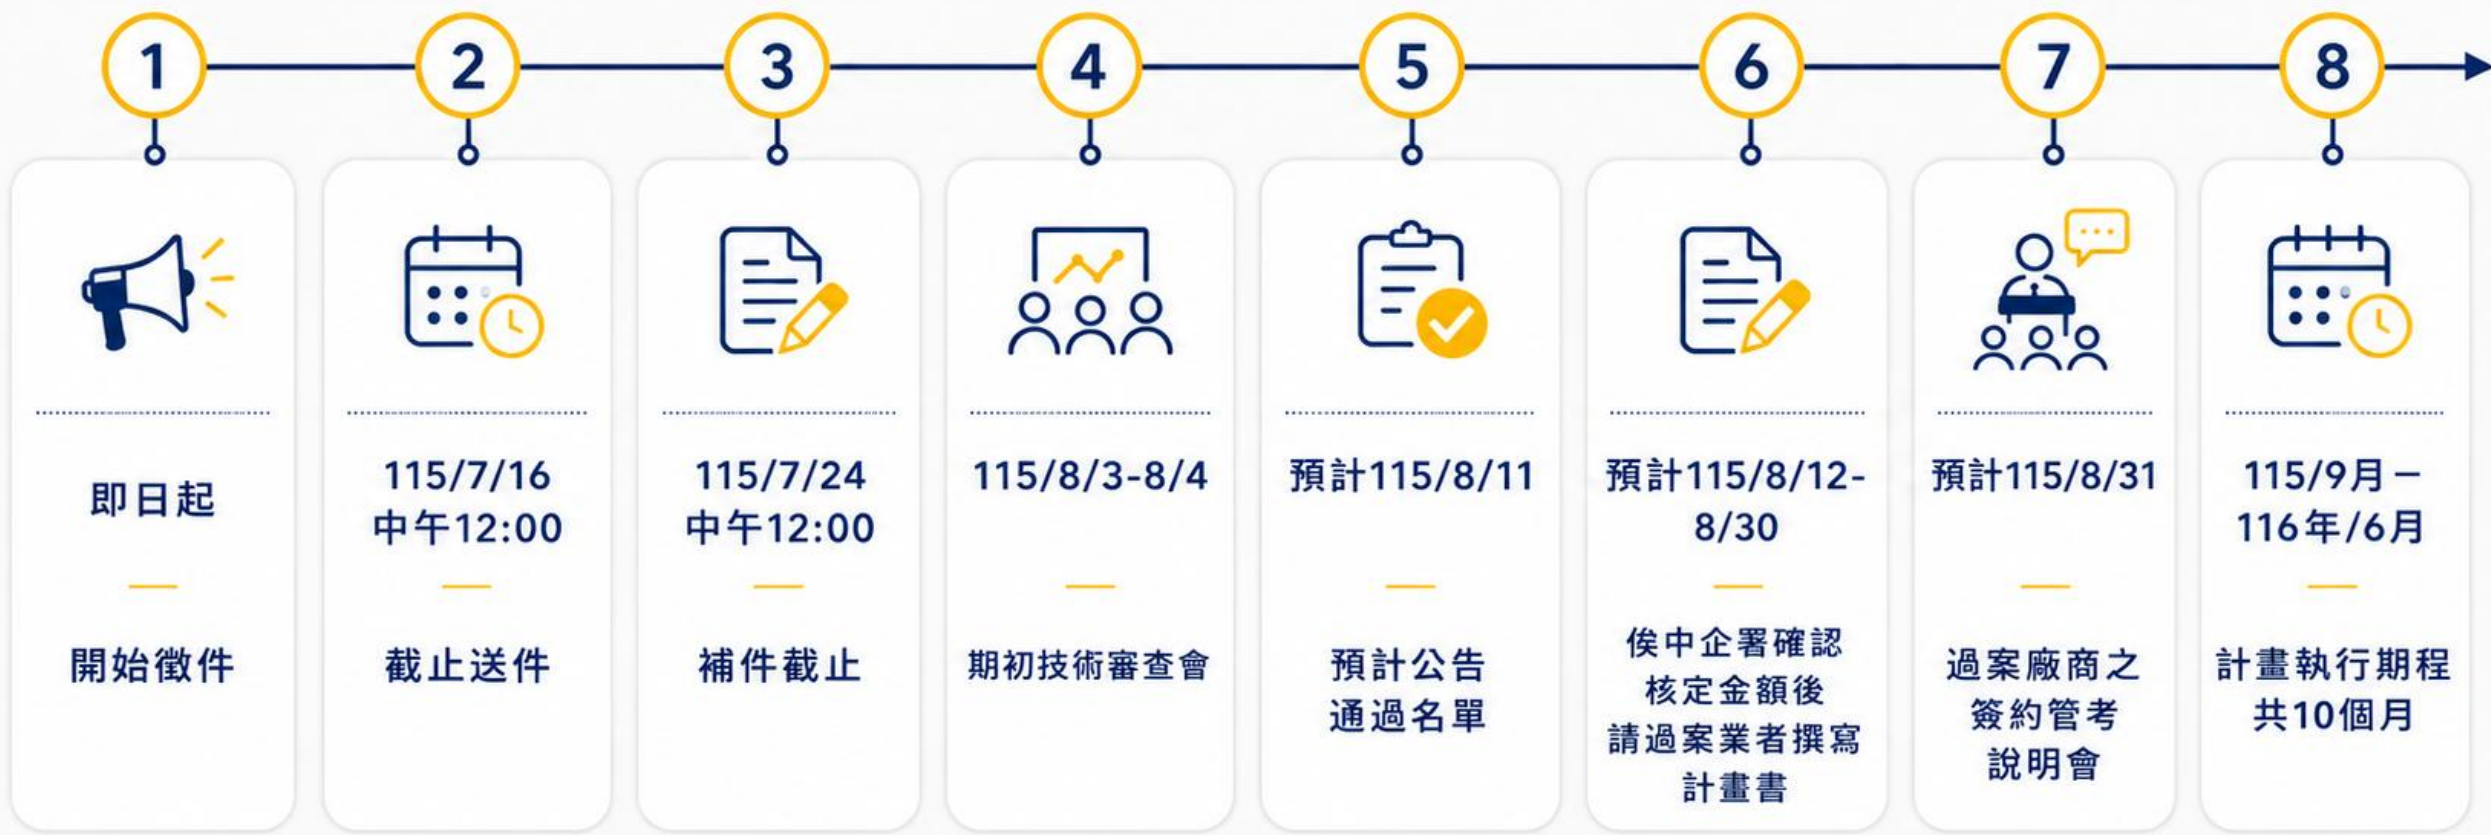 1
2
3
4
5
6
7
8
即日起
開始徵件
115/7/16
中午12:00
截止送件
115/7/24
中午12:00
補件截止
115/8/3-8/4
期初技術審查會
預計115/8/11
預計公告
通過名單
預計115/8/12-
8/30
俟中企署確認
核定金額後
請過案業者撰寫
計畫書
預計115/8/31
過案廠商之
簽約管考
說明會
115/9月－
116年/6月
計畫執行期程
共10個月